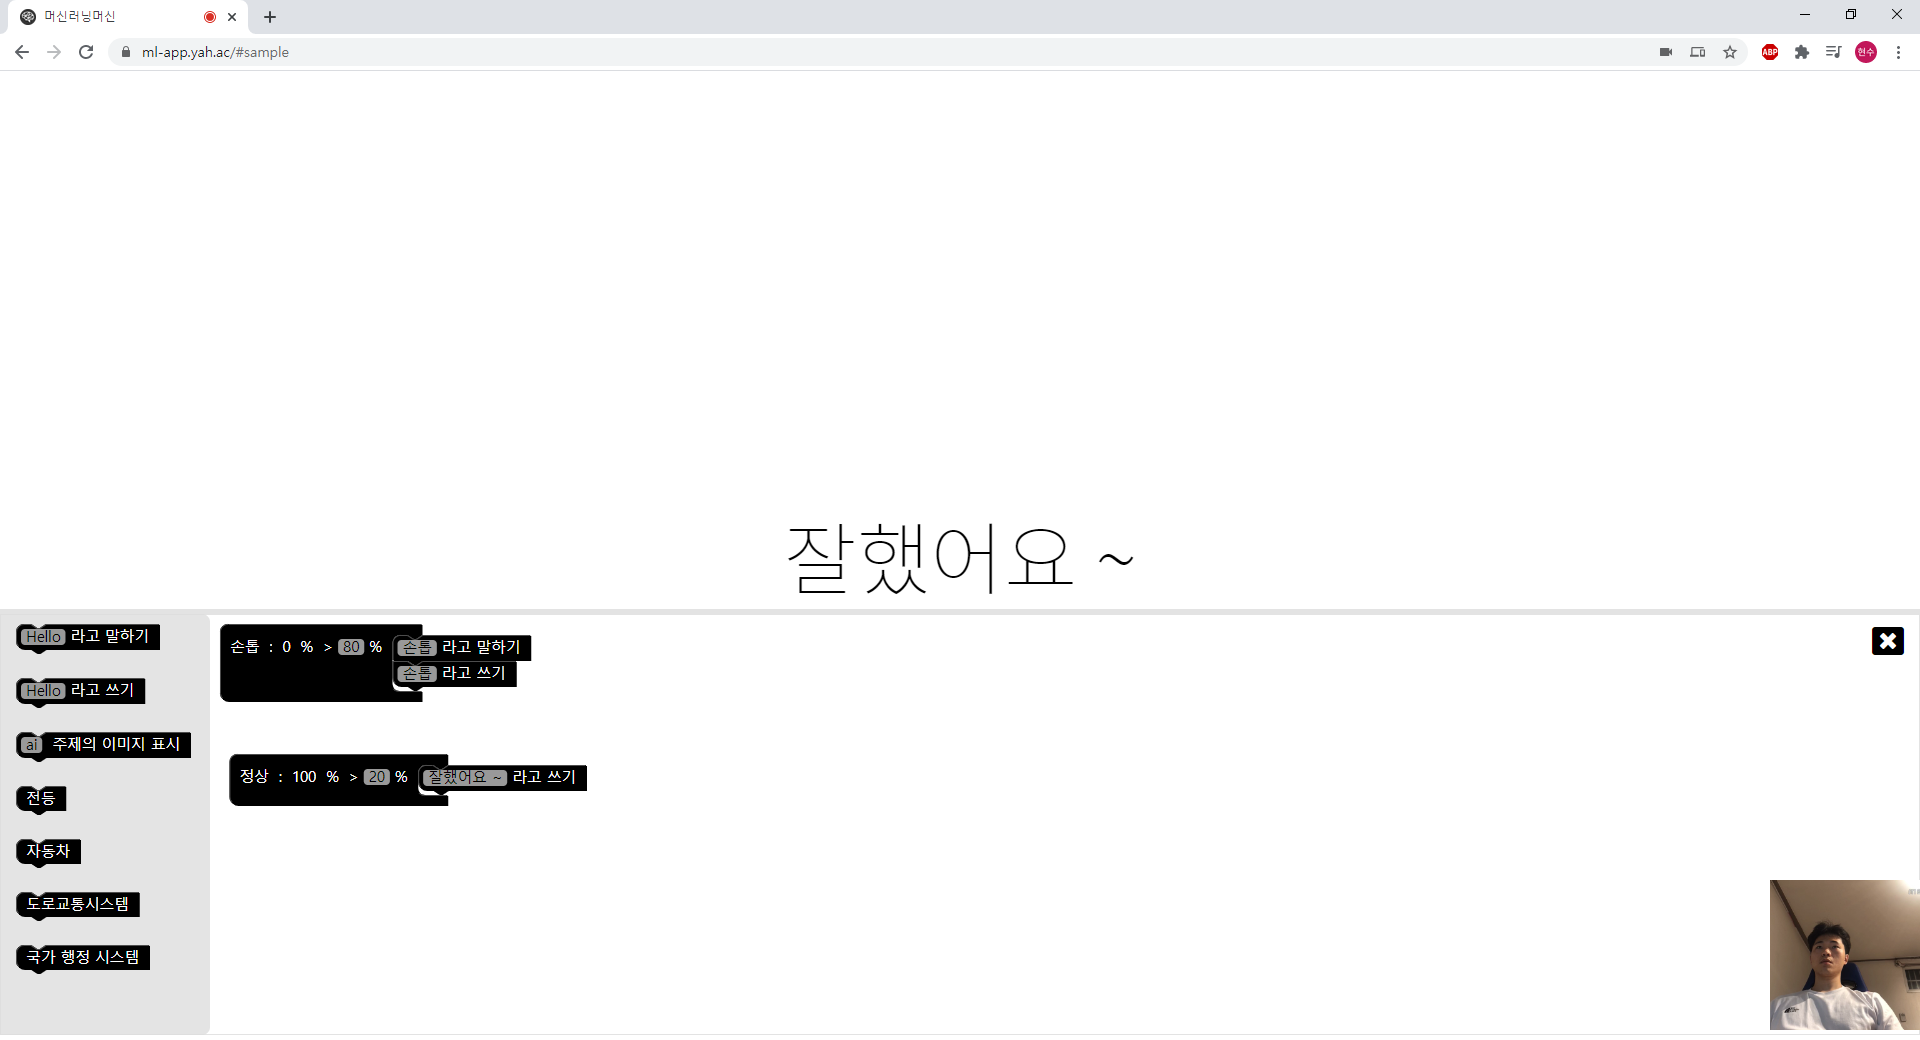 머신러닝머신
ml-app.yah.ac/#sample
ABP
현수
잘했어요 ~
Hello 라고 말하기
Hello 라고 쓰기
ai 주제의 이미지 표시
전등
자동차
도로교통시스템
국가 행정 시스템
손톱 : 0 % > 80 % 손톱 라고 말하기
손톱 라고 쓰기
정상 : 100 % > 20 % 잘했어요 ~ 라고 쓰기